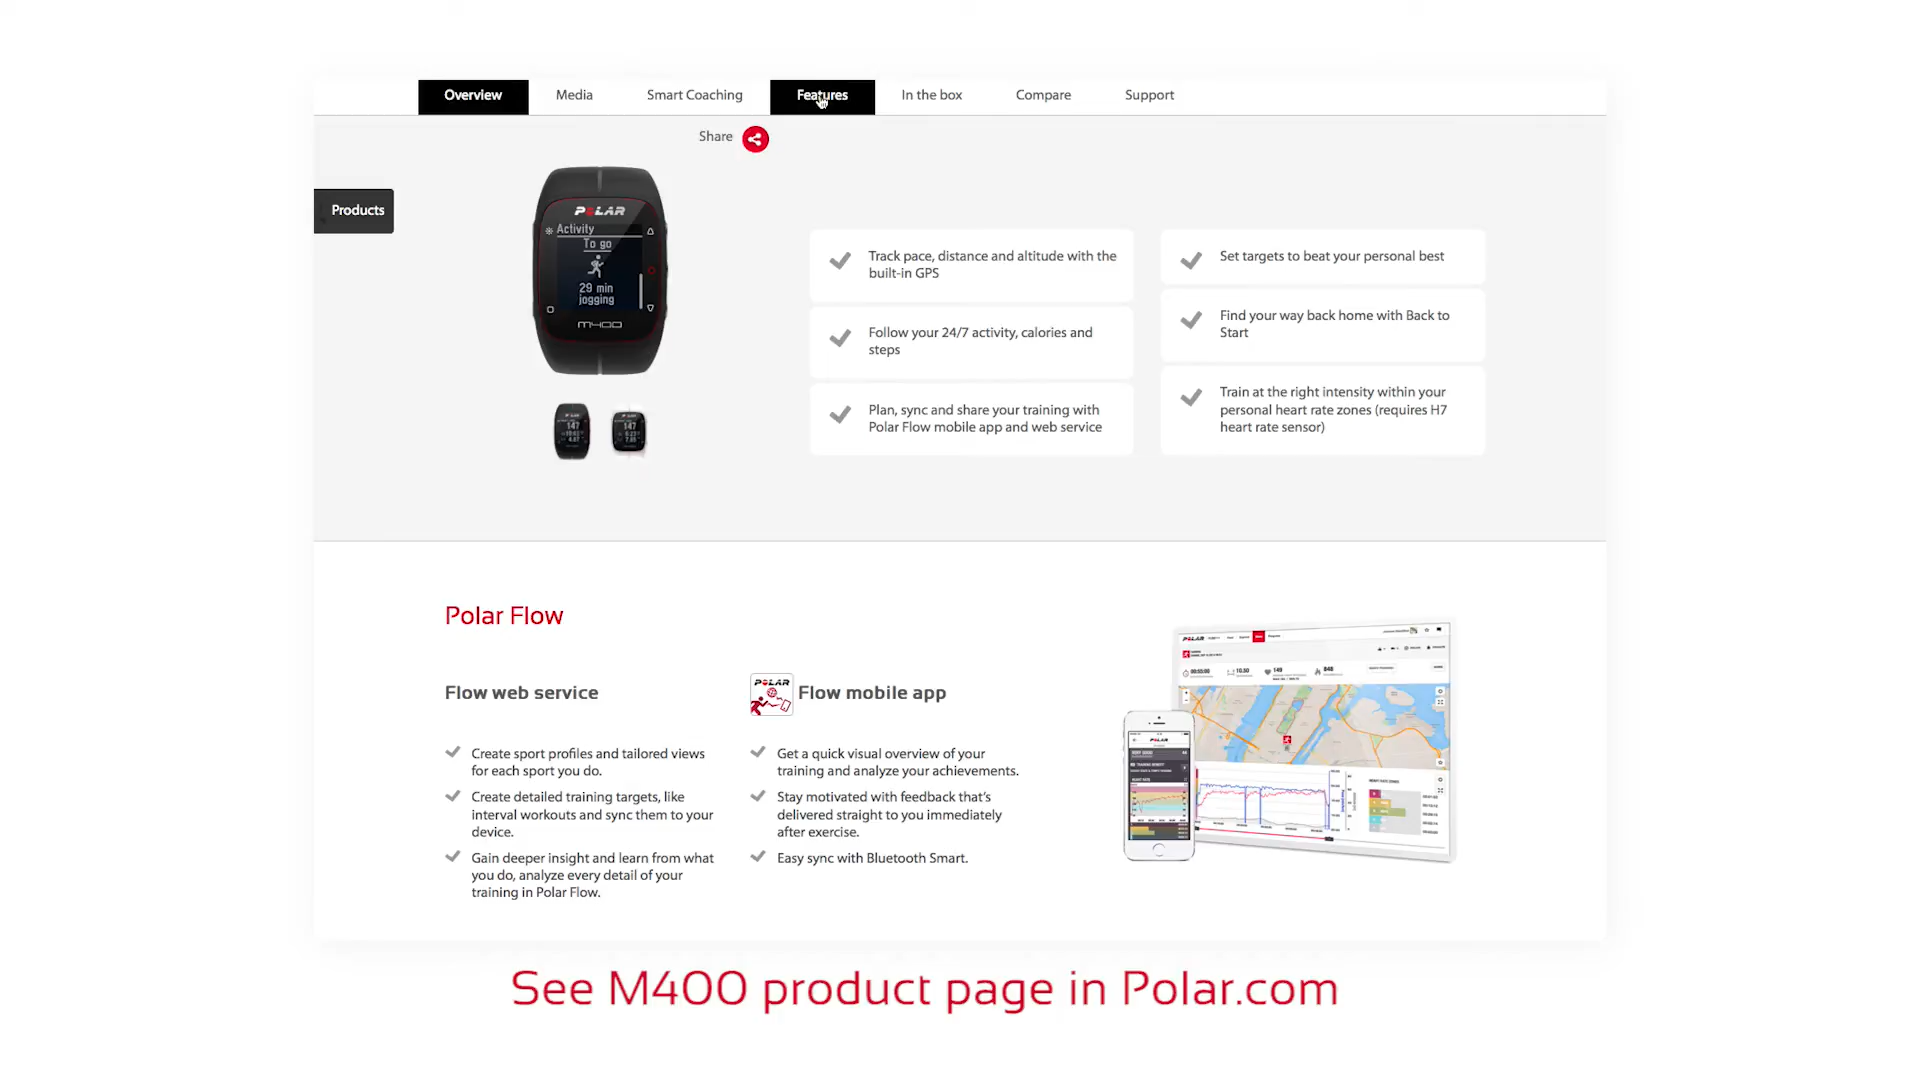 Overview Media Smart Coaching Features In the box Compare Support
Share
Products
POLAR
Activity
To go
29 min
jogging
M400
147
147
Track pace, distance and altitude with the
built-in GPS
Follow your 24/7 activity, calories and
steps
Plan, sync and share your training with
Polar Flow mobile app and web service
Set targets to beat your personal best
Find your way back home with Back to
Start
Train at the right intensity within your
personal heart rate zones (requires H7
heart rate sensor)
Polar Flow
Flow web service
Create sport profiles and tailored views
for each sport you do.
Create detailed training targets, like
interval workouts and sync them to your
device.
Gain deeper insight and learn from what
you do, analyze every detail of your
training in Polar Flow.
POLAR
Flow mobile app
Get a quick visual overview of your
training and analyze your achievements.
Stay motivated with feedback that's
delivered straight to you immediately
after exercise.
Easy sync with Bluetooth Smart.
POLAR
See M400 product page in Polar.com